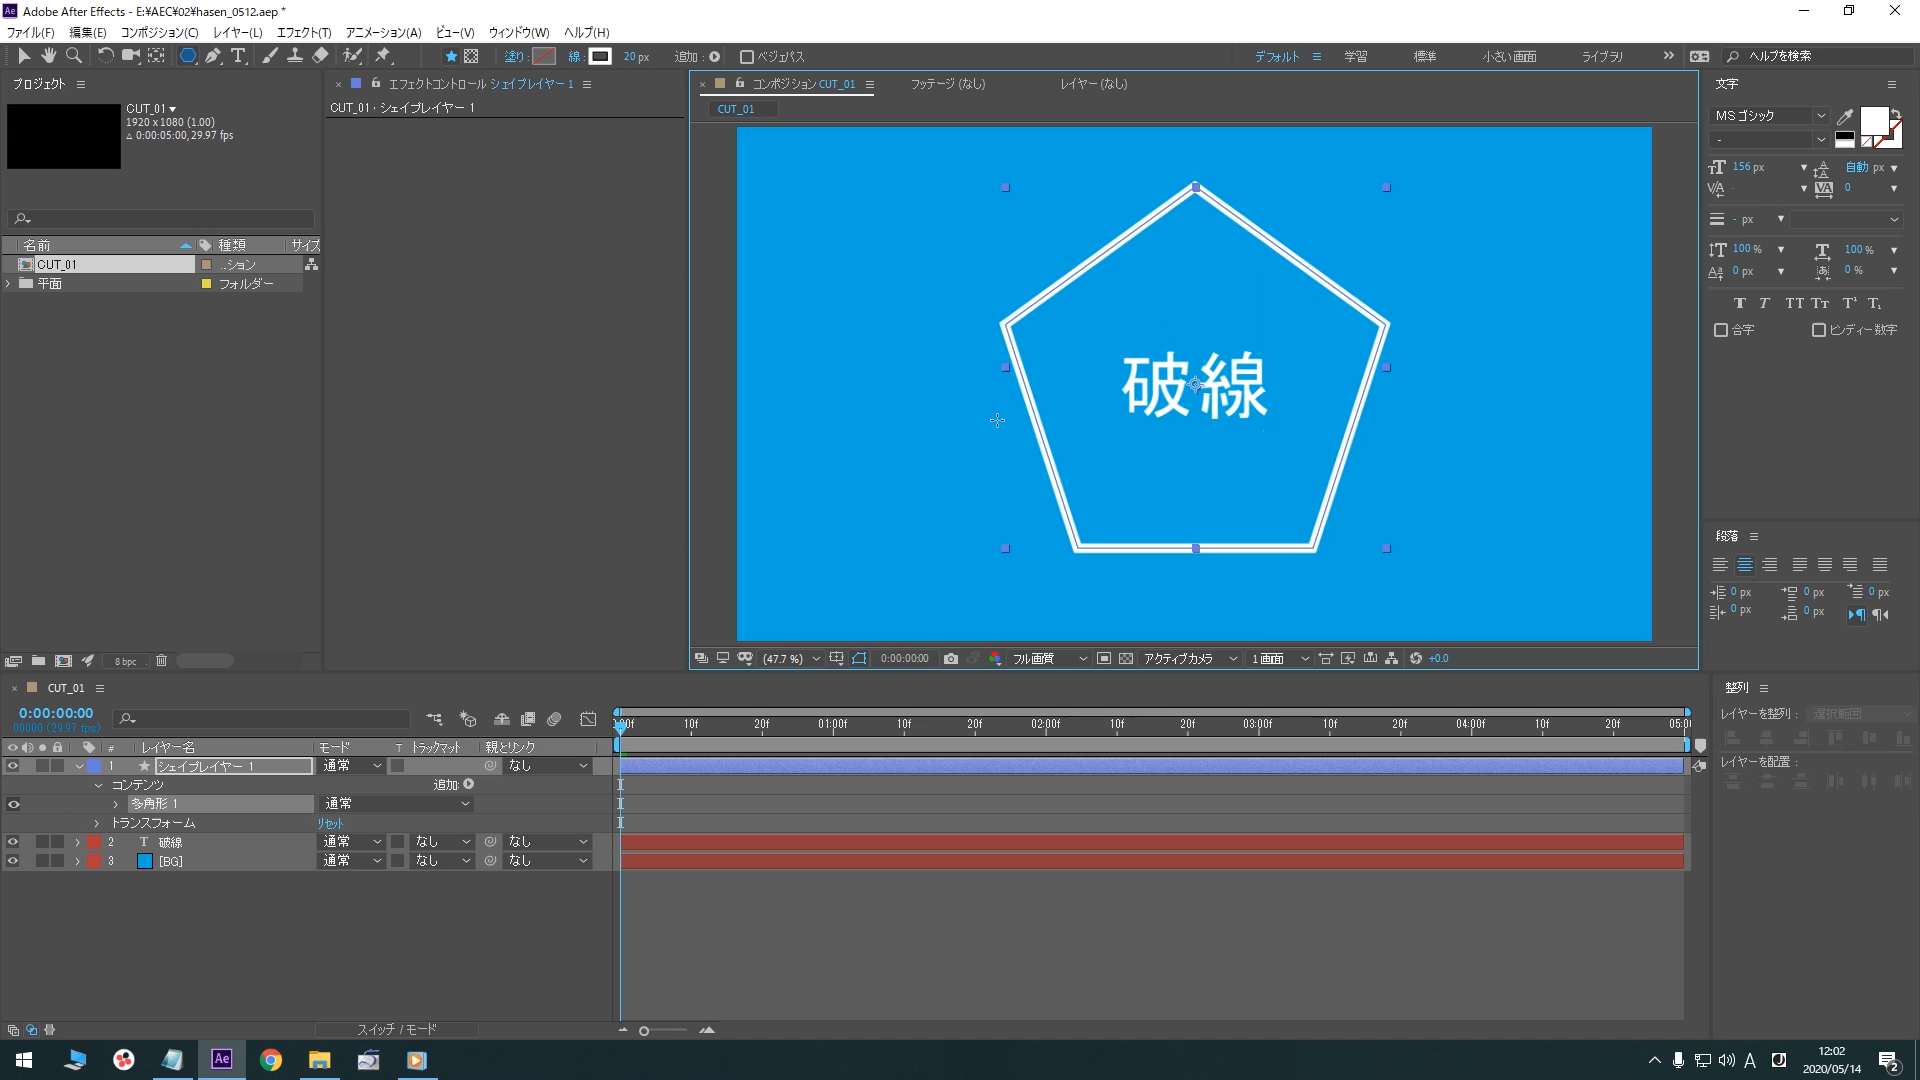 Adobe After Effects - E:¥AEC¥02¥hasen_0512.aep *
ファイル(F) 編集(E) コンポジション(C) レイヤー(L) エフェクト(T) アニメーション(A) ビュー(V) ウィンドウ(W) ヘルプ(H)
塗り: 線: 20 px 追加: ベジェパス デフォルト 学習 標準 小さい画面 ライブラリ ヘルプを検索
プロジェクト
CUT_01
1920 x 1080 (1.00)
△ 0:00:05:00, 29.97 fps
名前 種類 サイズ
CUT_01 ..ション
平面 フォルダー
8 bpc
エフェクトコントロール シェイプレイヤー 1
CUT_01・シェイプレイヤー 1
コンポジション CUT_01 フッテージ (なし) レイヤー (なし)
CUT_01
破線
(47.7 %) 0:00:00:00 フル画質 アクティブカメラ 1画面 +0.0
文字
MS ゴシック
-
156 px 自動 px
0
- px
100 % 100 %
0 px 0 %
合字 ヒンディー数字
段落
0 px 0 px 0 px
0 px 0 px
CUT_01
0:00:00:00
00000 (29.97 fps)
レイヤー名 モード T トラックマット 親とリンク
1 シェイプレイヤー 1 通常 なし
コンテンツ 追加:
多角形 1 通常
トランスフォーム リセット
2 T 破線 通常 なし なし
3 [BG] 通常 なし なし
10f 20f 01:00f 10f 20f 02:00f 10f 20f 03:00f 10f 20f 04:00f 10f 20f
スイッチ / モード
整列
レイヤーを整列: 選択範囲
レイヤーを配置:
Ae
A
12:02
2020/05/14
2